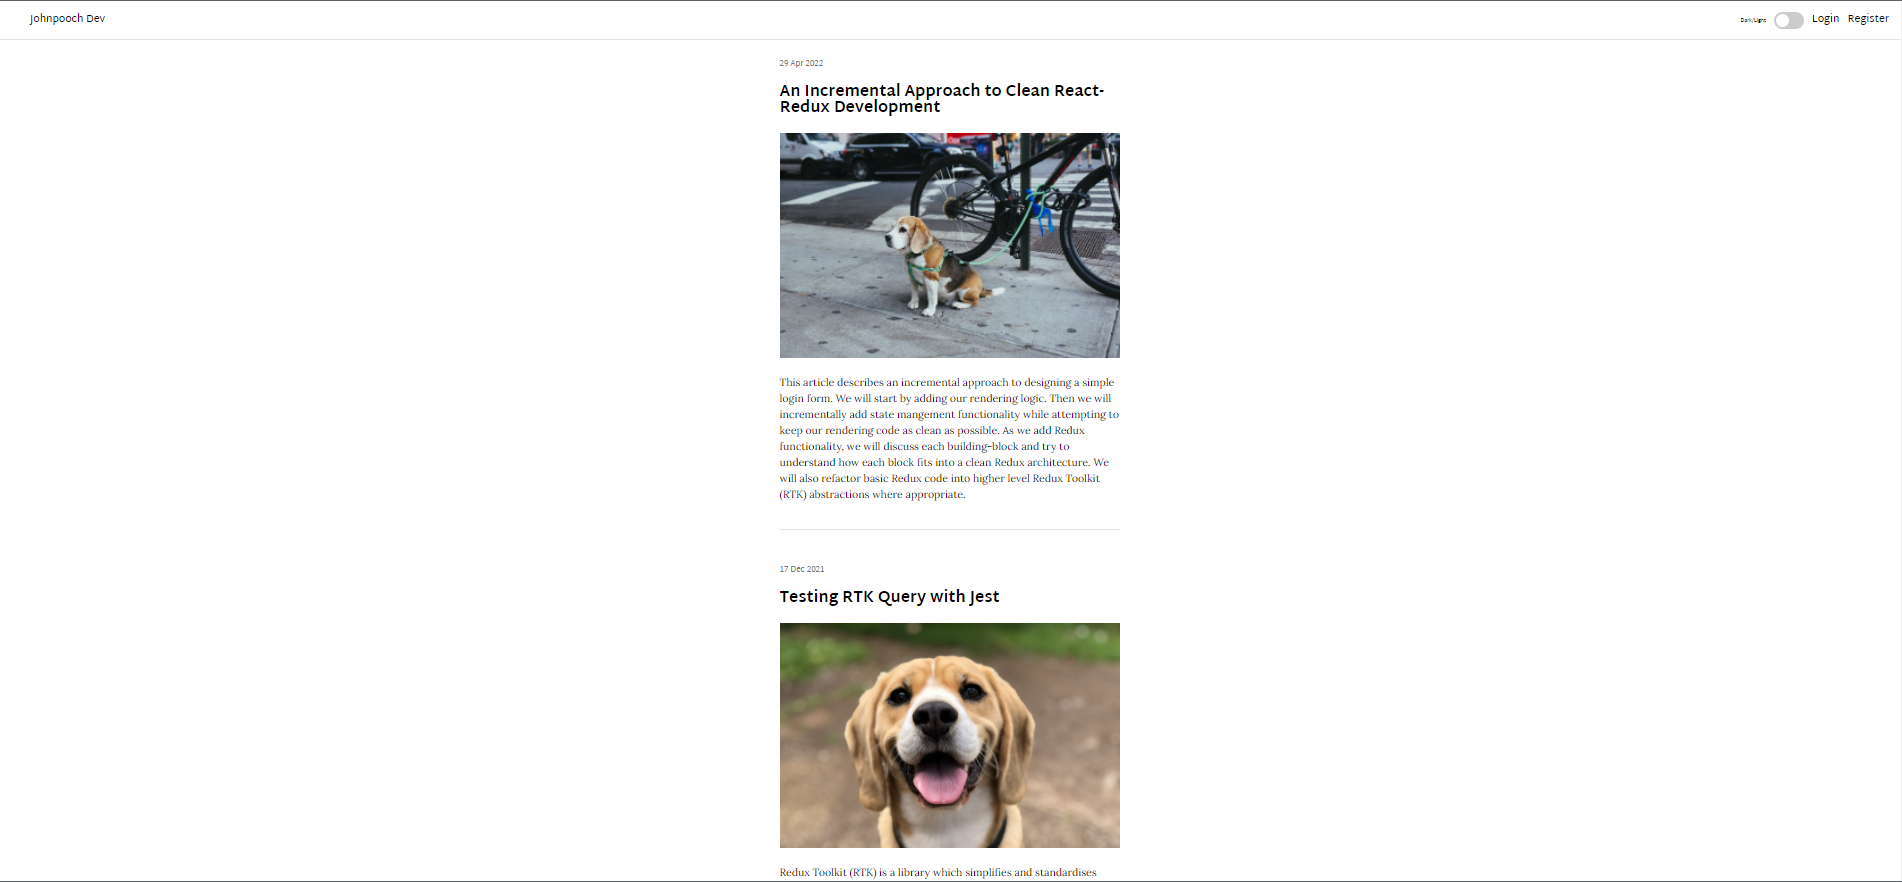 Johnpooch Dev
Dark/Light Login Register
29 Apr 2022
An Incremental Approach to Clean React-
Redux Development
This article describes an incremental approach to designing a simple
login form. We will start by adding our rendering logic. Then we will
incrementally add state mangement functionality while attempting to
keep our rendering code as clean as possible. As we add Redux
functionality, we will discuss each building-block and try to
understand how each block fits into a clean Redux architecture. We
will also refactor basic Redux code into higher level Redux Toolkit
(RTK) abstractions where appropriate.
17 Dec 2021
Testing RTK Query with Jest
Redux Toolkit (RTK) is a library which simplifies and standardises